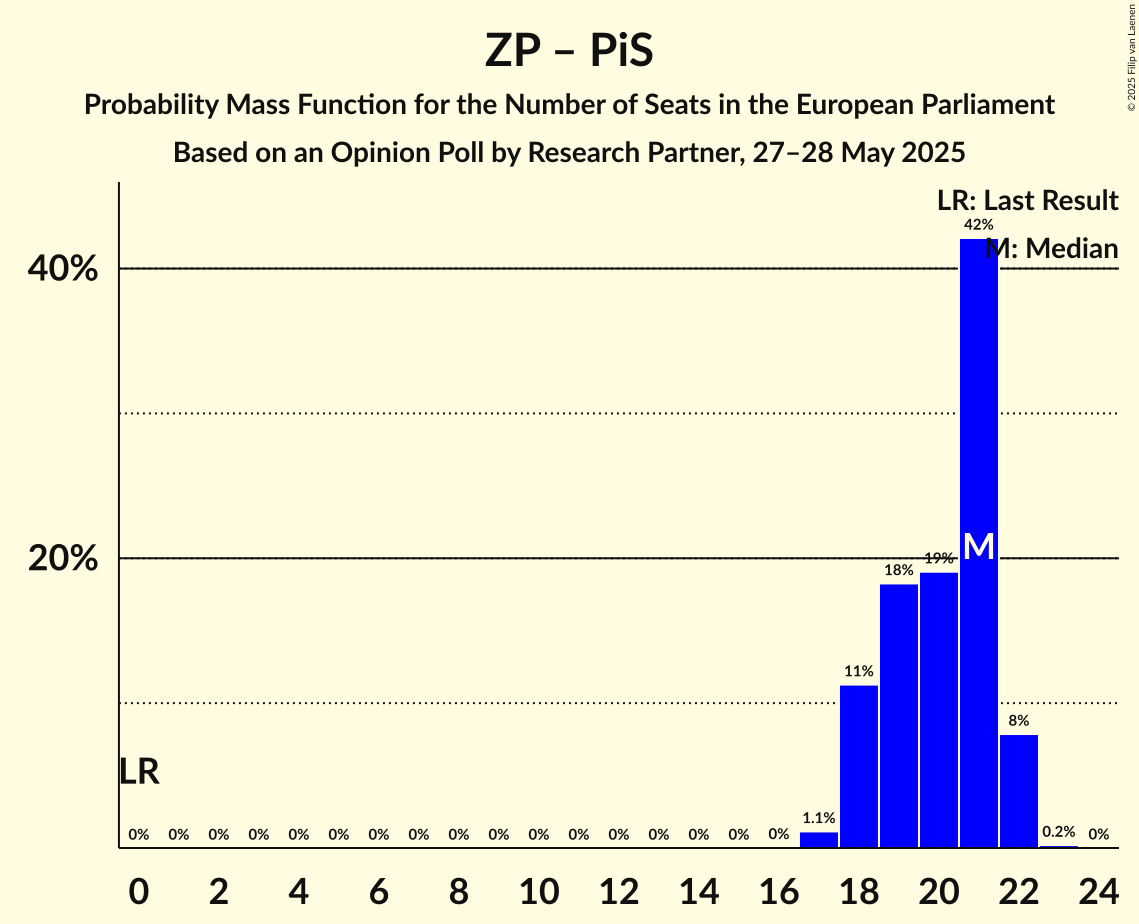 ZP – PiS
Probability Mass Function for the Number of Seats in the European Parliament
Based on an Opinion Poll by Research Partner, 27–28 May 2025
© 2025 Filip van Laenen
LR: Last Result
M: Median
40%
20%
42%
M
19%
18%
11%
8%
LR
0% 0% 0% 0% 0% 0% 0% 0% 0% 0% 0% 0% 0% 0% 0% 0% 0% 1.1% 0.2% 0%
0 2 4 6 8 10 12 14 16 18 20 22 24